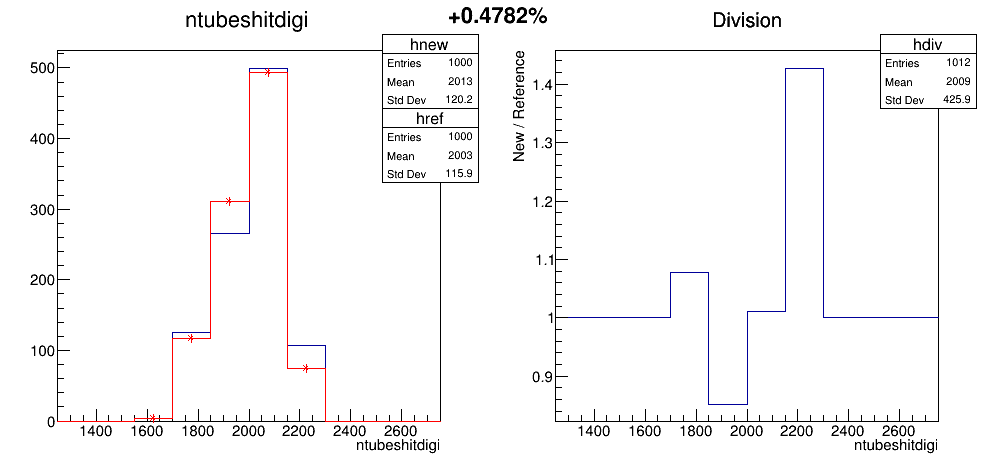 ntubeshitdigi
+0.4782%
Division
hnew
Entries 1000
Mean 2013
Std Dev 120.2
href
Entries 1000
Mean 2003
Std Dev 115.9
500
400
300
200
100
0
1400 1600 1800 2000 2200 2400 2600
ntubeshitdigi
hdiv
Entries 1012
Mean 2009
Std Dev 425.9
New / Reference
1.4
1.3
1.2
1.1
1
0.9
1400 1600 1800 2000 2200 2400 2600
ntubeshitdigi